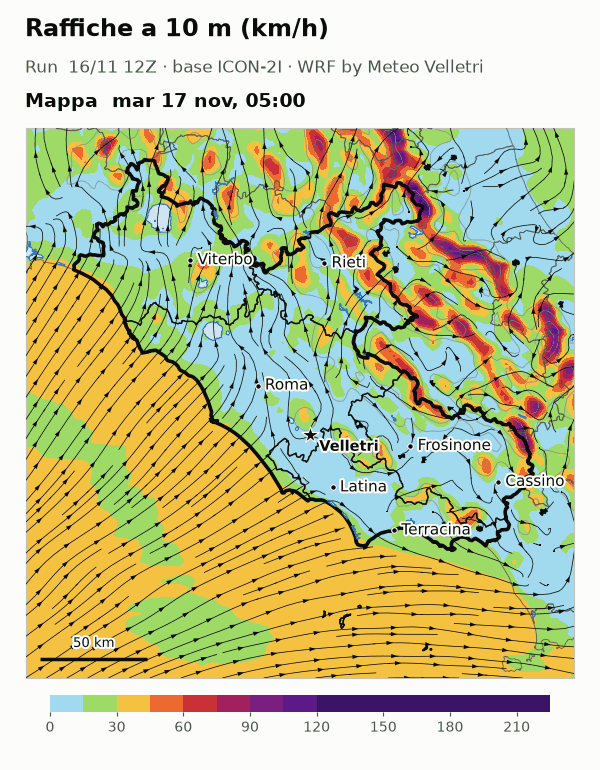 Raffiche a 10 m (km/h)
Run  16/11 12Z · base ICON-2I · WRF by Meteo Velletri
Mappa  mar 17 nov, 05:00
Viterbo
Rieti
Roma
Velletri
Frosinone
Latina
Cassino
Terracina
50 km
0 30 60 90 120 150 180 210